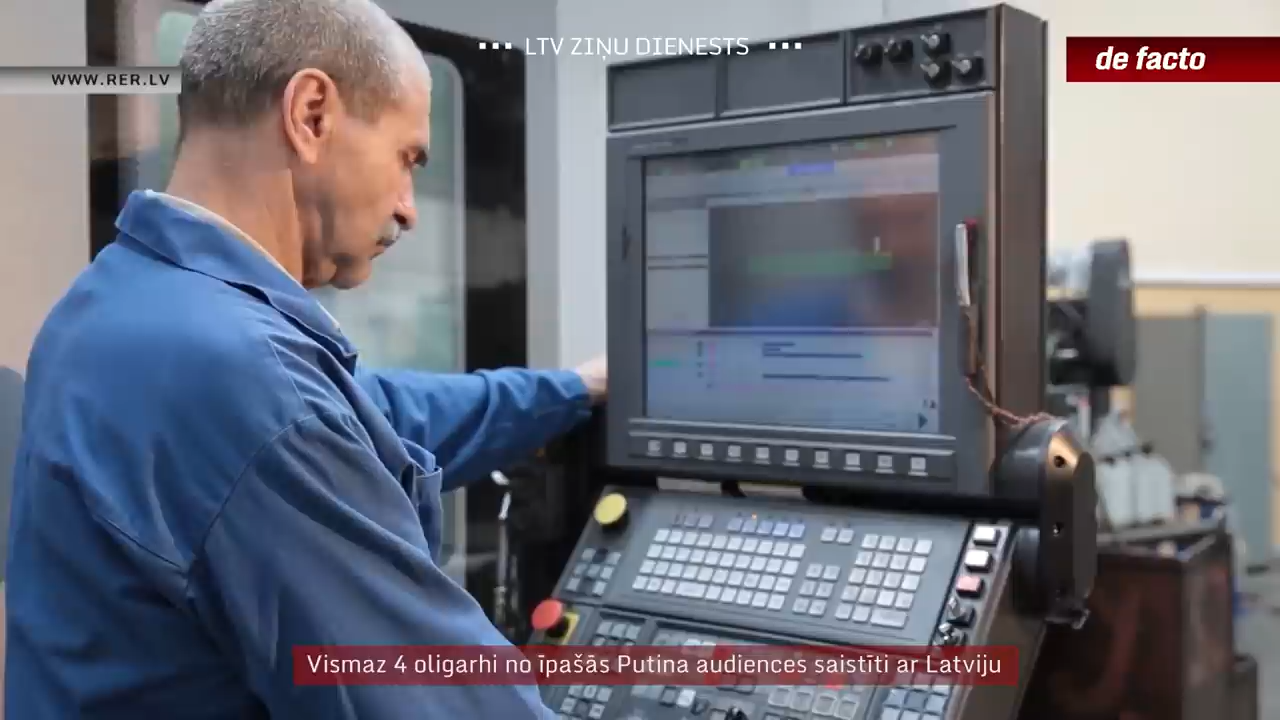 LTV ZIŅU DIENESTS
de facto
WWW.RER.LV
Vismaz 4 oligarhi no īpašās Putina audiences saistīti ar Latviju